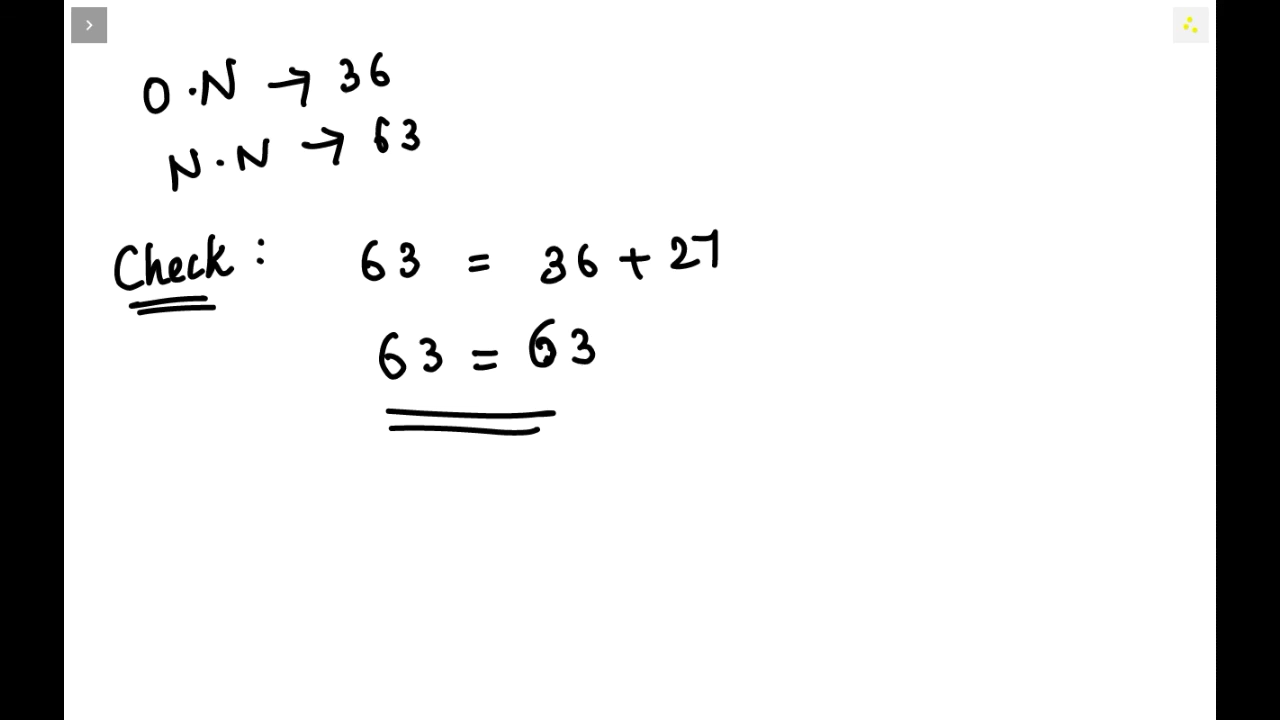 O.N → 36
N.N → 63
Check : 63 = 36 + 27
63 = 63